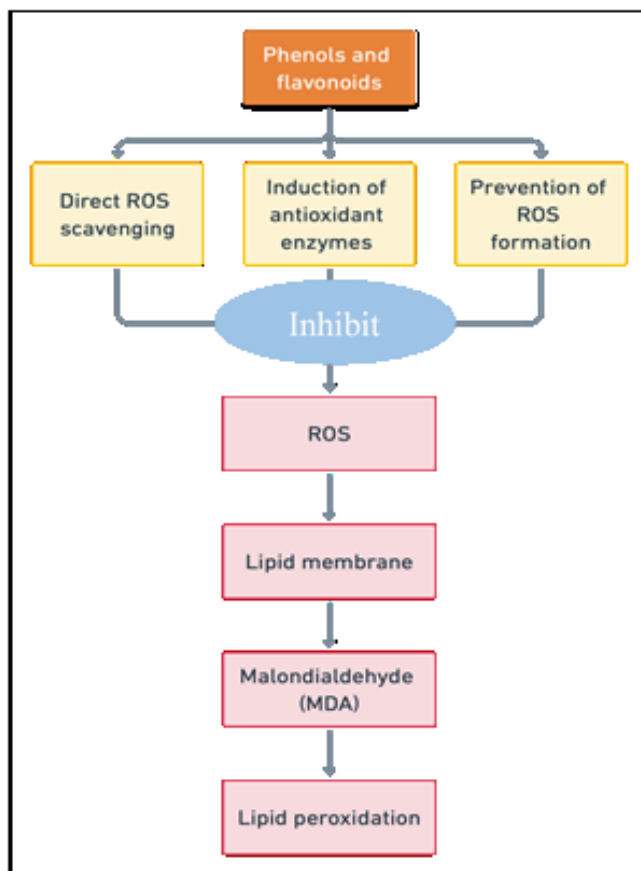 Phenols and
flavonoids
Direct ROS
scavenging
Induction of
antioxidant
enzymes
Prevention of
ROS
formation
Inhibit
ROS
Lipid membrane
Malondialdehyde
(MDA)
Lipid peroxidation